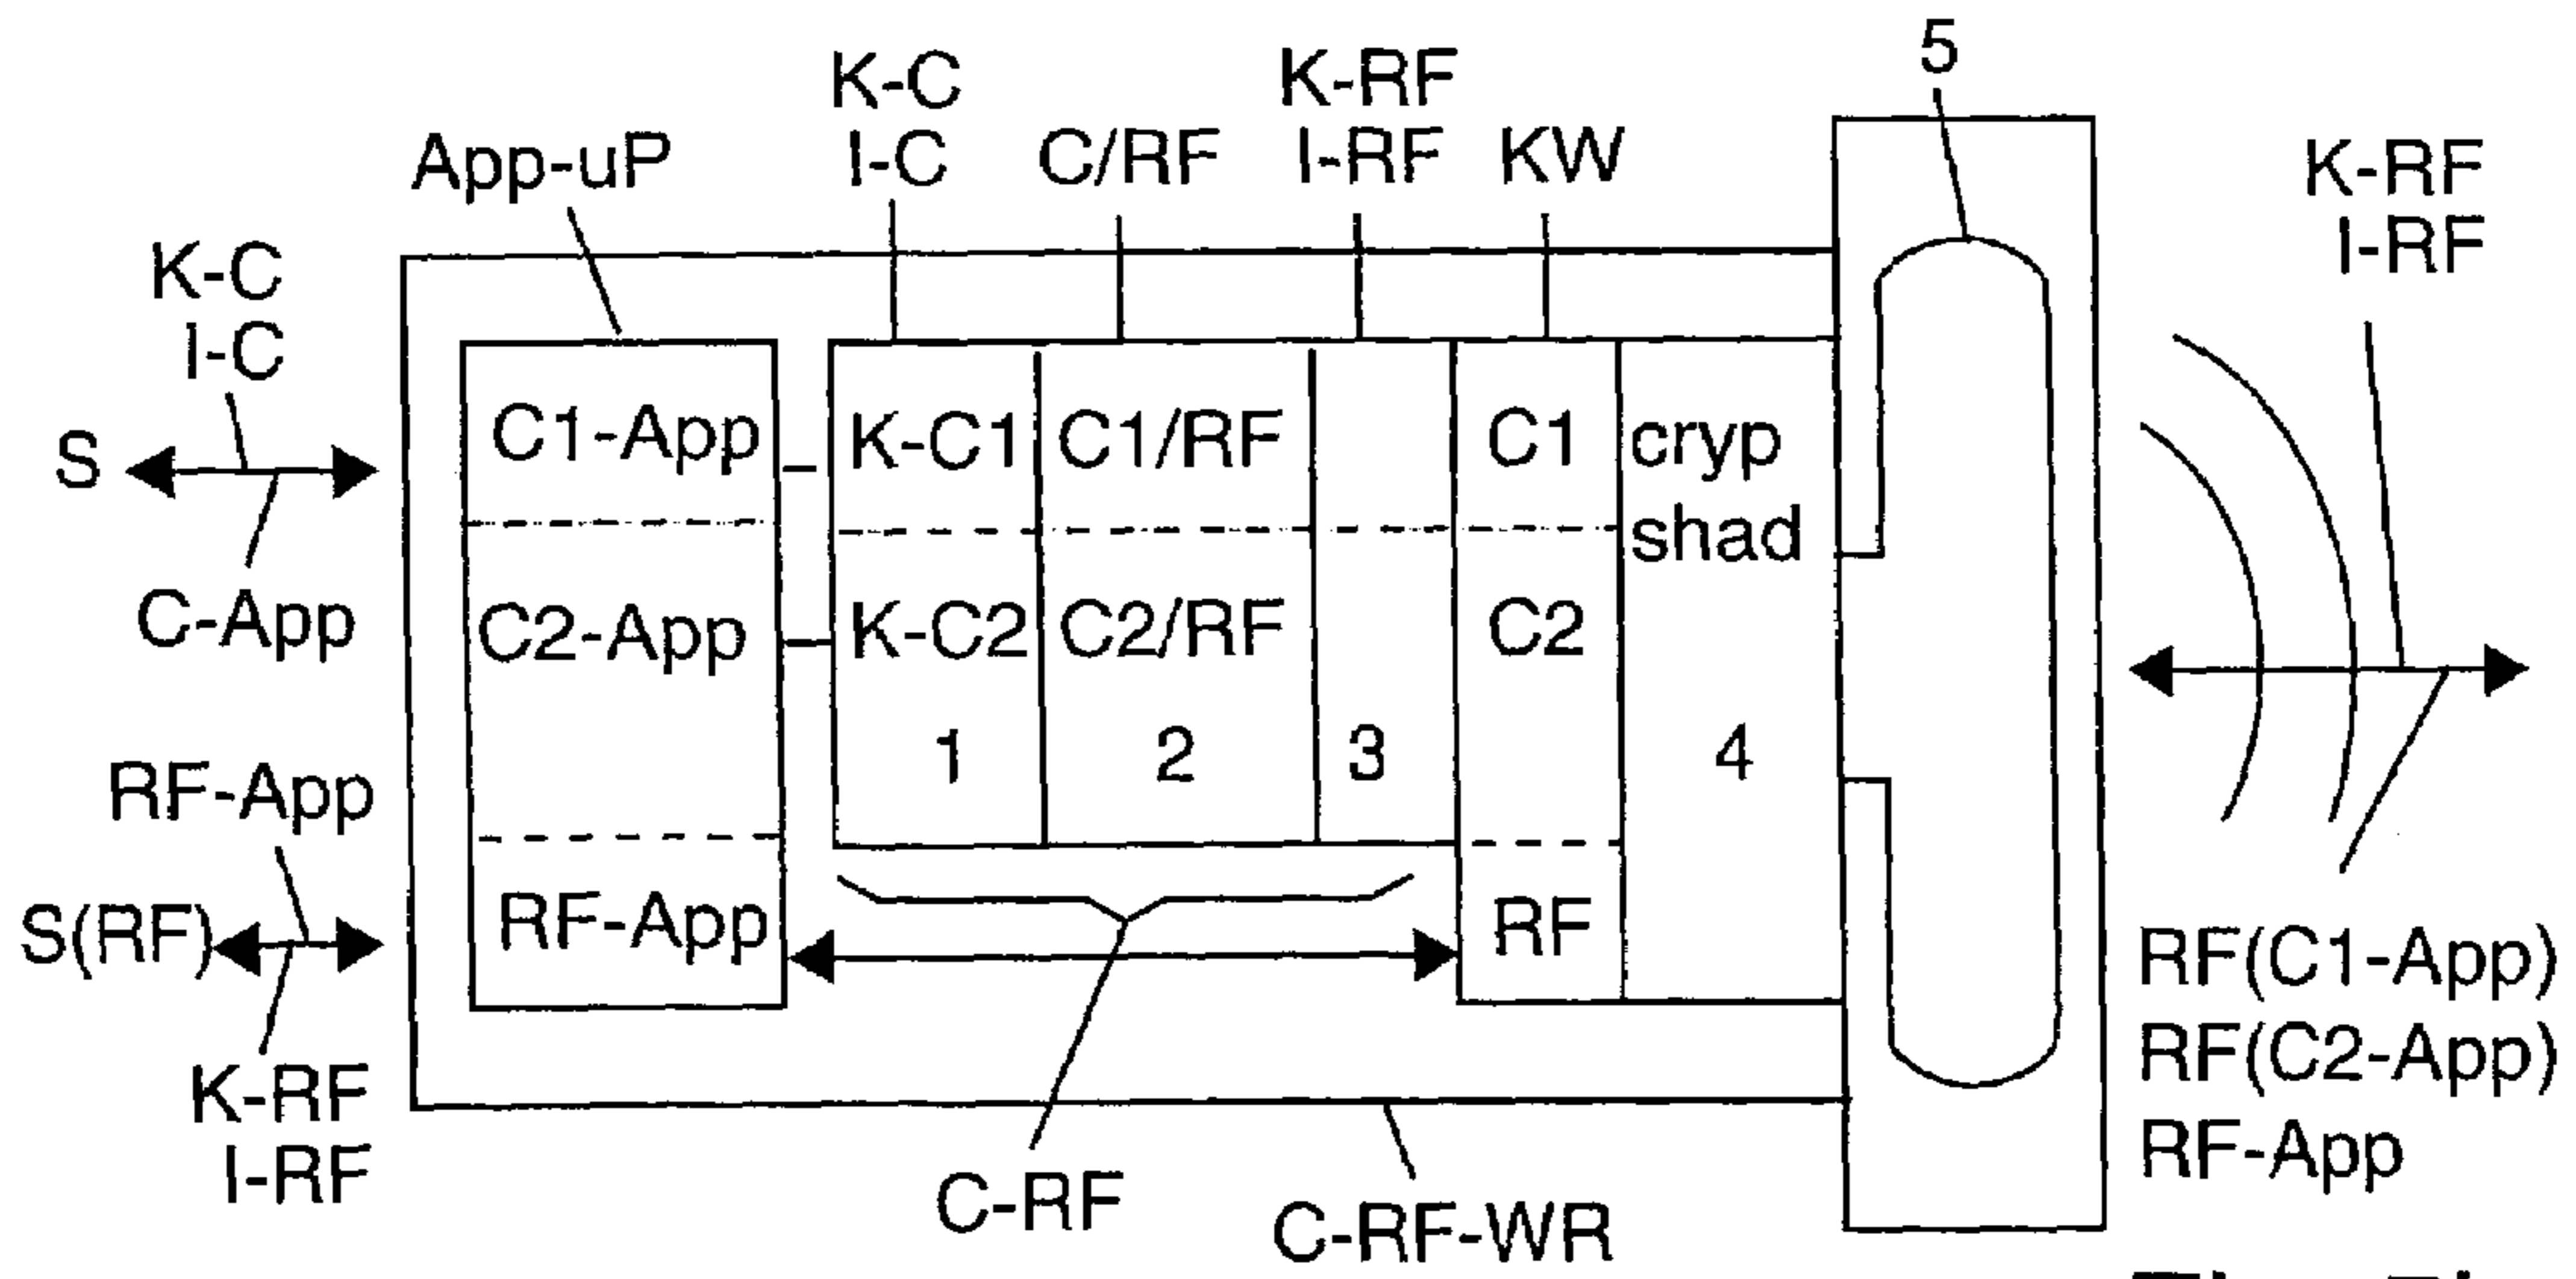 5
K-C
I-C
C/RF
K-RF
I-RF
KW
App-uP
K-RF
I-RF
K-C
I-C
S
C-App
RF-App
S(RF)
K-RF
I-RF
C1-App
C2-App
RF-App
K-C1
K-C2
1
C1/RF
C2/RF
2
3
C1
C2
RF
cryp
shad
4
C-RF
C-RF-WR
RF(C1-App)
RF(C2-App)
RF-App